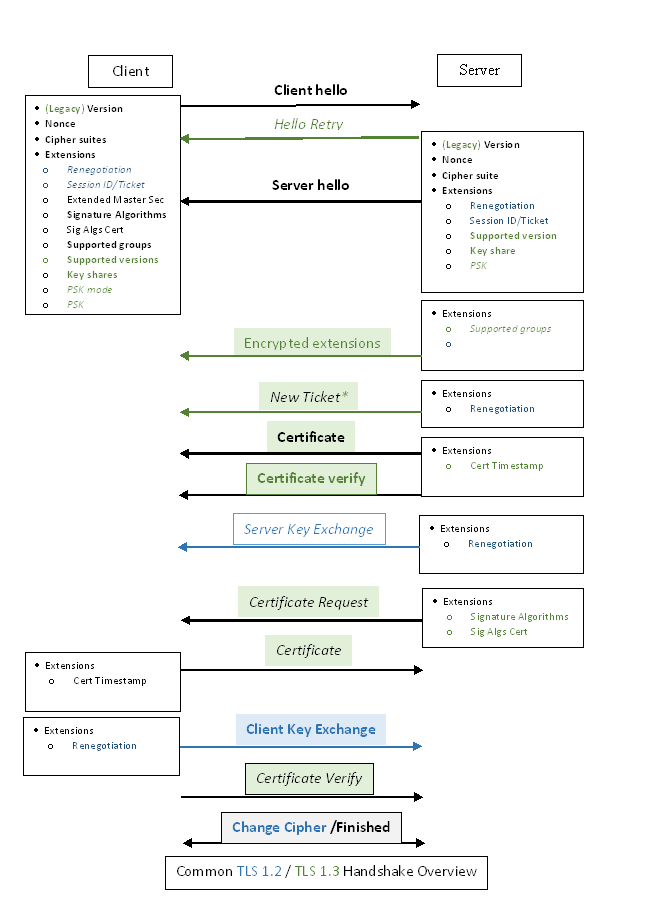 Client
Server
Client hello
• (Legacy) Version
• Nonce
• Cipher suites
• Extensions
o Renegotiation
o Session ID/Ticket
o Extended Master Sec
o Signature Algorithms
o Sig Algs Cert
o Supported groups
o Supported versions
o Key shares
o PSK mode
o PSK
Hello Retry
Server hello
• (Legacy) Version
• Nonce
• Cipher suite
• Extensions
o Renegotiation
o Session ID/Ticket
o Supported version
o Key share
o PSK
Encrypted extensions
• Extensions
o Supported groups
o
New Ticket*
• Extensions
o Renegotiation
Certificate
• Extensions
o Cert Timestamp
Certificate verify
Server Key Exchange
• Extensions
o Renegotiation
Certificate Request
• Extensions
o Signature Algorithms
o Sig Algs Cert
Certificate
• Extensions
o Cert Timestamp
Client Key Exchange
• Extensions
o Renegotiation
Certificate Verify
Change Cipher /Finished
Common TLS 1.2 / TLS 1.3 Handshake Overview